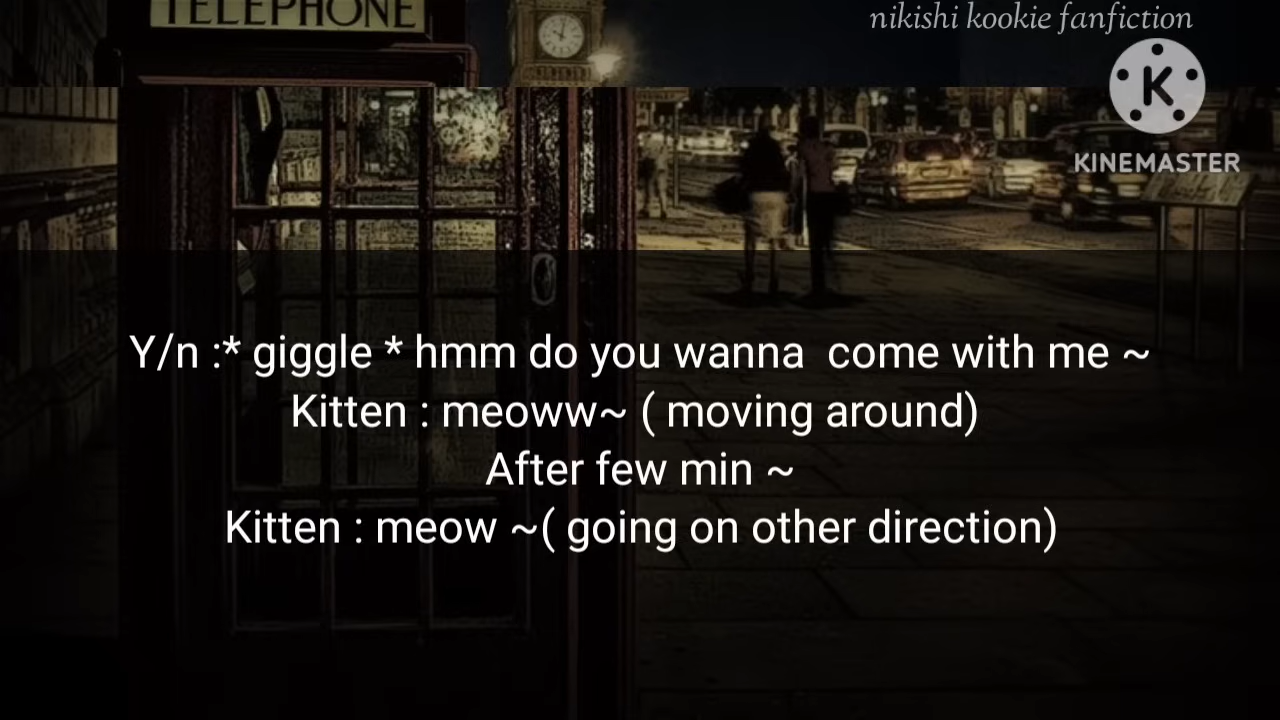 TELEPHONE
nikishi kookie fanfiction
K
KINEMASTER
Y/n :* giggle * hmm do you wanna  come with me ~
Kitten : meoww~ ( moving around)
After few min ~
Kitten : meow ~( going on other direction)